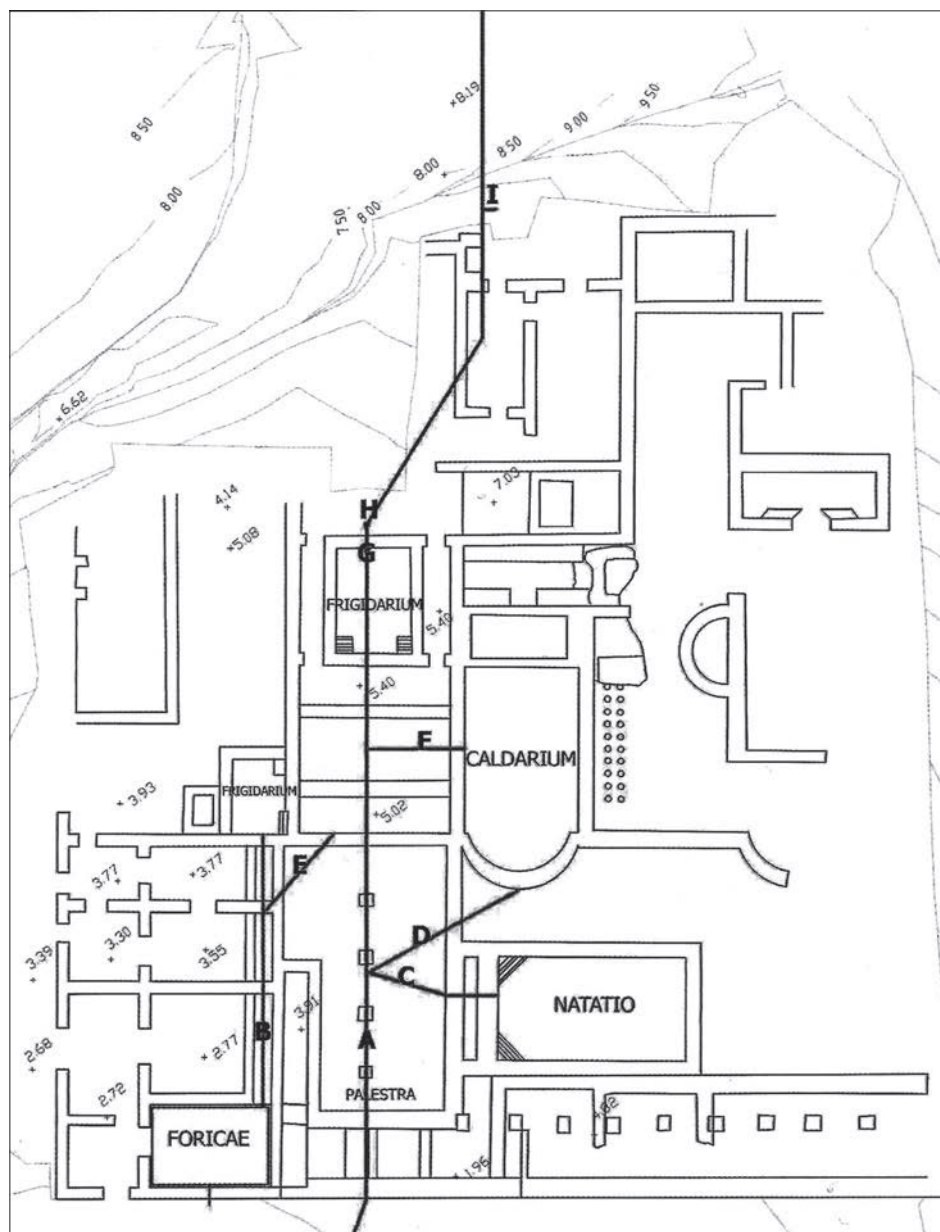 8.19
8.50
9.50
9.00
8.50
8.00
8.00
8.00
7.50
I
6.62
7.03
4.14
H
5.08
G
FRIGIDARIUM
5.40
5.40
F
CALDARIUM
FRIGIDARIUM
3.93
5.02
E
3.77
3.77
D
3.30
3.55
3.39
C
NATATIO
3.91
B
A
2.77
2.68
PALESTRA
2.72
4.82
FORICAE
1.96